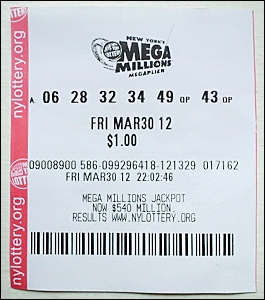 NEW YORK'S
MEGA
MILLIONS
MEGAPLIER
A. 06 28 32 34 49 QP 43 QP
FRI MAR30 12
$1.00
09008900 586-099296418-121329 017162
FRI MAR30 12 22:02:46
MEGA MILLIONS JACKPOT
NOW $540 MILLION.
RESULTS WWW.NYLOTTERY.ORG
nylottery.org
nylottery.org